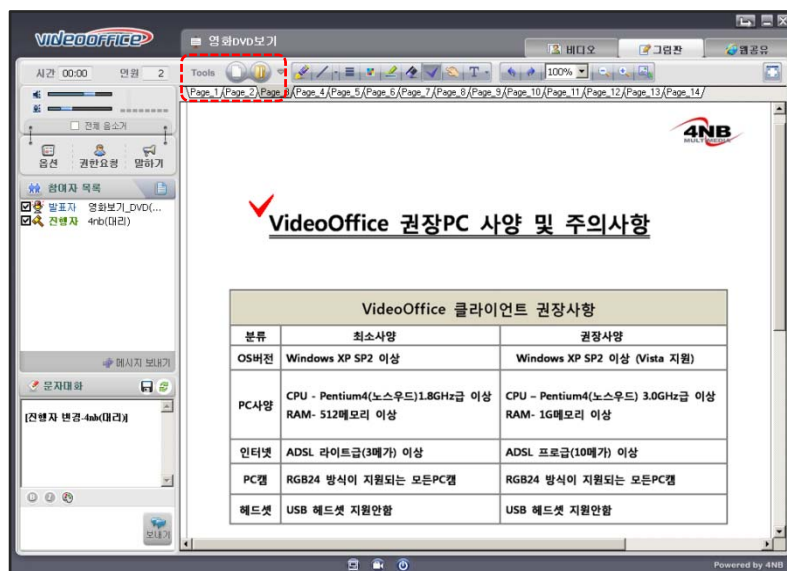 VIDEOOFFICE
영화DVD보기
비디오
그림판
웹공유
시간 00:00 인원 2
Tools
100%
Page_1 Page_2 Page_3 Page_4 Page_5 Page_6 Page_7 Page_8 Page_9 Page_10 Page_11 Page_12 Page_13 Page_14
전체 음소거
옵션 권한요청 말하기
참여자 목록
발표자 영화보기_DVD(...
진행자 4nb(대리)
메시지 보내기
문자대화
[진행자 변경-4nb(대리)]
보내기
4NB
MULTIMEDIA
VideoOffice 권장PC 사양 및 주의사항
VideoOffice 클라이언트 권장사항
분류 최소사양 권장사양
OS버전 Windows XP SP2 이상 Windows XP SP2 이상 (Vista 지원)
PC사양
CPU - Pentium4(노스우드)1.8GHz급 이상 CPU – Pentium4(노스우드) 3.0GHz급 이상
RAM- 512메모리 이상 RAM- 1G메모리 이상
인터넷 ADSL 라이트급(3메가) 이상 ADSL 프로급(10메가) 이상
PC캠 RGB24 방식이 지원되는 모든PC캠 RGB24 방식이 지원되는 모든PC캠
헤드셋 USB 헤드셋 지원안함 USB 헤드셋 지원안함
Powered by 4NB